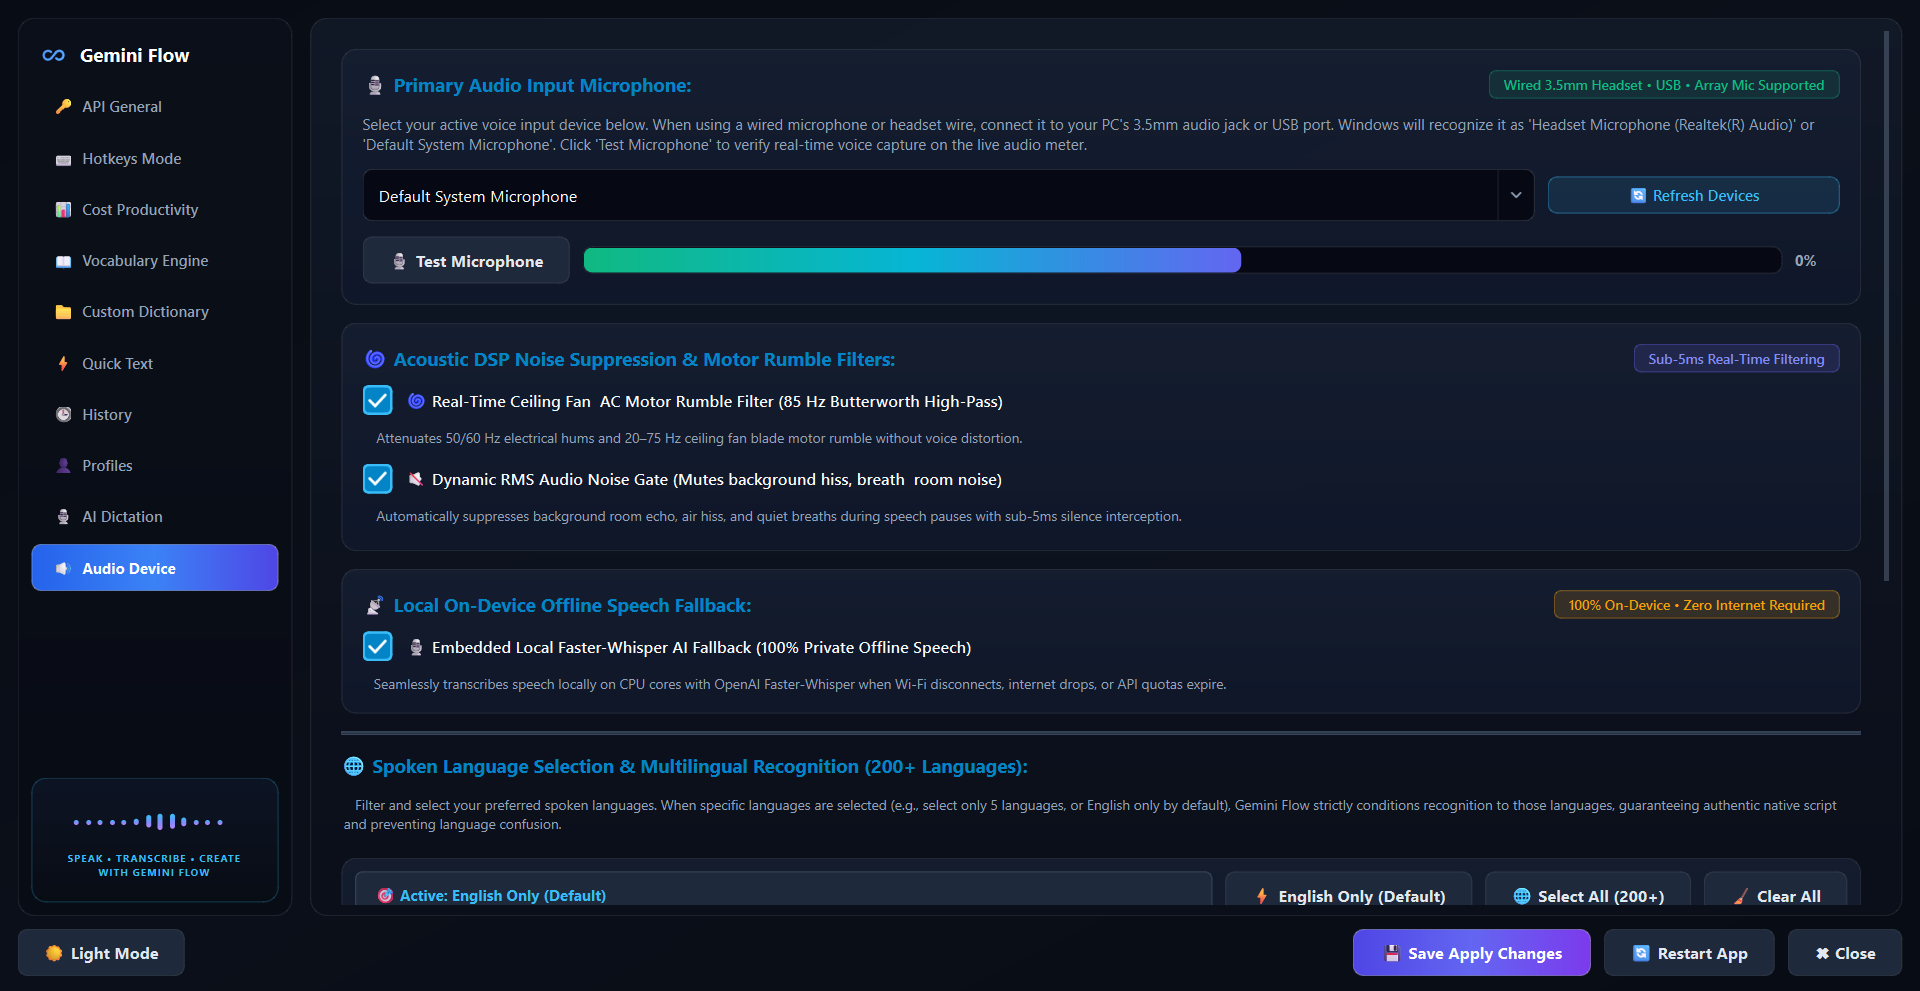 Gemini Flow
API General
Hotkeys Mode
Cost Productivity
Vocabulary Engine
Custom Dictionary
Quick Text
History
Profiles
AI Dictation
Audio Device
SPEAK • TRANSCRIBE • CREATE
WITH GEMINI FLOW
Primary Audio Input Microphone:
Wired 3.5mm Headset • USB • Array Mic Supported
Select your active voice input device below. When using a wired microphone or headset wire, connect it to your PC's 3.5mm audio jack or USB port. Windows will recognize it as 'Headset Microphone (Realtek(R) Audio)' or
'Default System Microphone'. Click 'Test Microphone' to verify real-time voice capture on the live audio meter.
Default System Microphone
Refresh Devices
Test Microphone
0%
Acoustic DSP Noise Suppression & Motor Rumble Filters:
Sub-5ms Real-Time Filtering
Real-Time Ceiling Fan  AC Motor Rumble Filter (85 Hz Butterworth High-Pass)
Attenuates 50/60 Hz electrical hums and 20–75 Hz ceiling fan blade motor rumble without voice distortion.
Dynamic RMS Audio Noise Gate (Mutes background hiss, breath  room noise)
Automatically suppresses background room echo, air hiss, and quiet breaths during speech pauses with sub-5ms silence interception.
Local On-Device Offline Speech Fallback:
100% On-Device • Zero Internet Required
Embedded Local Faster-Whisper AI Fallback (100% Private Offline Speech)
Seamlessly transcribes speech locally on CPU cores with OpenAI Faster-Whisper when Wi-Fi disconnects, internet drops, or API quotas expire.
Spoken Language Selection & Multilingual Recognition (200+ Languages):
Filter and select your preferred spoken languages. When specific languages are selected (e.g., select only 5 languages, or English only by default), Gemini Flow strictly conditions recognition to those languages, guaranteeing authentic native script
and preventing language confusion.
Active: English Only (Default)
English Only (Default)
Select All (200+)
Clear All
Light Mode
Save Apply Changes
Restart App
✖ Close